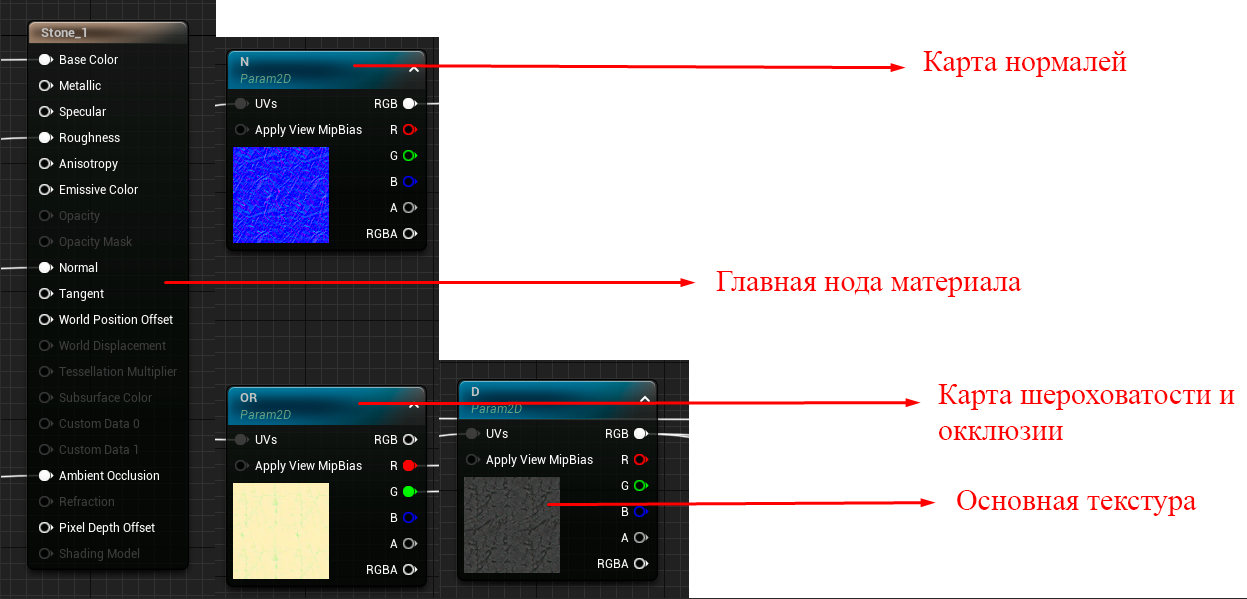 Stone_1
Base Color
Metallic
Specular
Roughness
Anisotropy
Emissive Color
Opacity
Opacity Mask
Normal
Tangent
World Position Offset
World Displacement
Tessellation Multiplier
Subsurface Color
Custom Data 0
Custom Data 1
Ambient Occlusion
Refraction
Pixel Depth Offset
Shading Model
N
Param2D
UVs RGB
Apply View MipBias R
G
B
A
RGBA
Карта нормалей
Главная нода материала
OR
Param2D
UVs RGB
Apply View MipBias R
G
B
A
RGBA
D
Param2D
UVs RGB
Apply View MipBias R
G
B
A
RGBA
Карта шероховатости и
окклюзии
Основная текстура